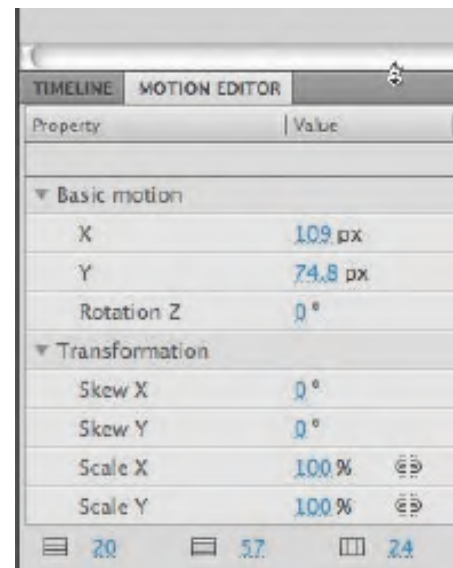 TIMELINE MOTION EDITOR
Property Value
Basic motion
X 109 px
Y 74.8 px
Rotation Z 0 °
Transformation
Skew X 0 °
Skew Y 0 °
Scale X 100 %
Scale Y 100 %
20 57 24